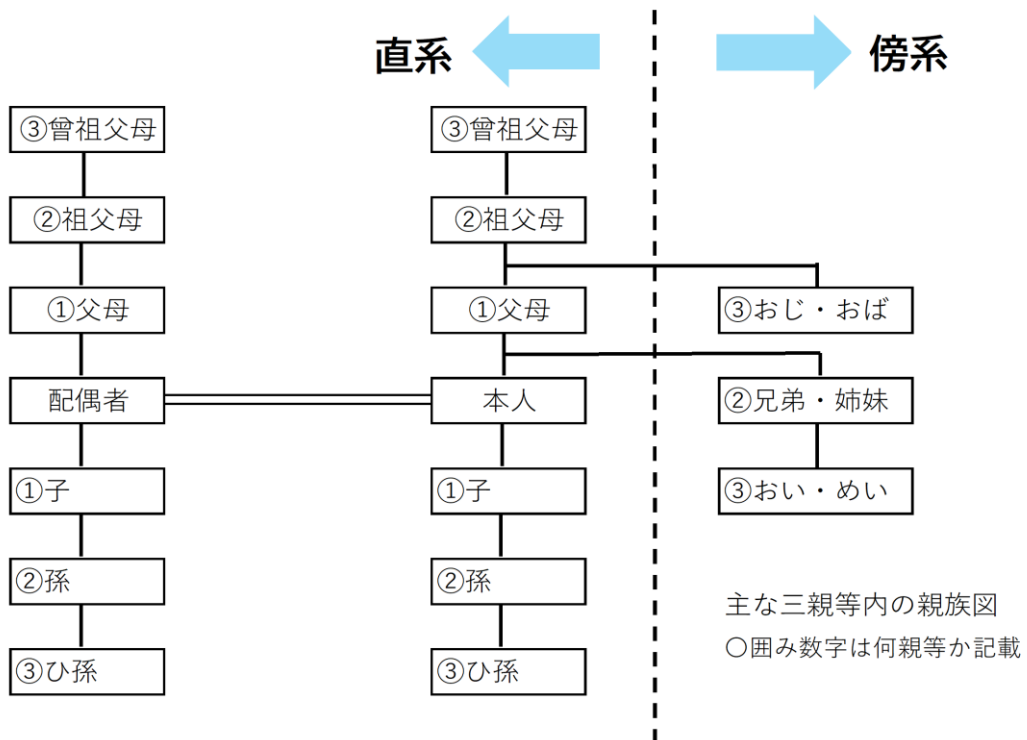 直系
傍系
③曾祖父母
③曾祖父母
②祖父母
②祖父母
①父母
①父母
③おじ・おば
配偶者
本人
②兄弟・姉妹
①子
①子
③おい・めい
②孫
②孫
主な三親等内の親族図
〇囲み数字は何親等か記載
③ひ孫
③ひ孫